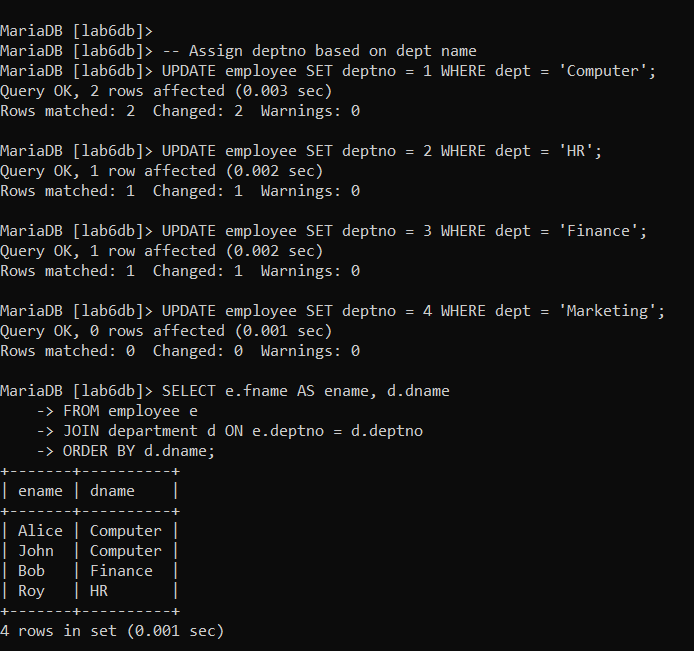 MariaDB [lab6db]>
MariaDB [lab6db]> -- Assign deptno based on dept name
MariaDB [lab6db]> UPDATE employee SET deptno = 1 WHERE dept = 'Computer';
Query OK, 2 rows affected (0.003 sec)
Rows matched: 2  Changed: 2  Warnings: 0

MariaDB [lab6db]> UPDATE employee SET deptno = 2 WHERE dept = 'HR';
Query OK, 1 row affected (0.002 sec)
Rows matched: 1  Changed: 1  Warnings: 0

MariaDB [lab6db]> UPDATE employee SET deptno = 3 WHERE dept = 'Finance';
Query OK, 1 row affected (0.002 sec)
Rows matched: 1  Changed: 1  Warnings: 0

MariaDB [lab6db]> UPDATE employee SET deptno = 4 WHERE dept = 'Marketing';
Query OK, 0 rows affected (0.001 sec)
Rows matched: 0  Changed: 0  Warnings: 0

MariaDB [lab6db]> SELECT e.fname AS ename, d.dname
    -> FROM employee e
    -> JOIN department d ON e.deptno = d.deptno
    -> ORDER BY d.dname;
+-------+----------+
| ename | dname    |
+-------+----------+
| Alice | Computer |
| John  | Computer |
| Bob   | Finance  |
| Roy   | HR       |
+-------+----------+
4 rows in set (0.001 sec)